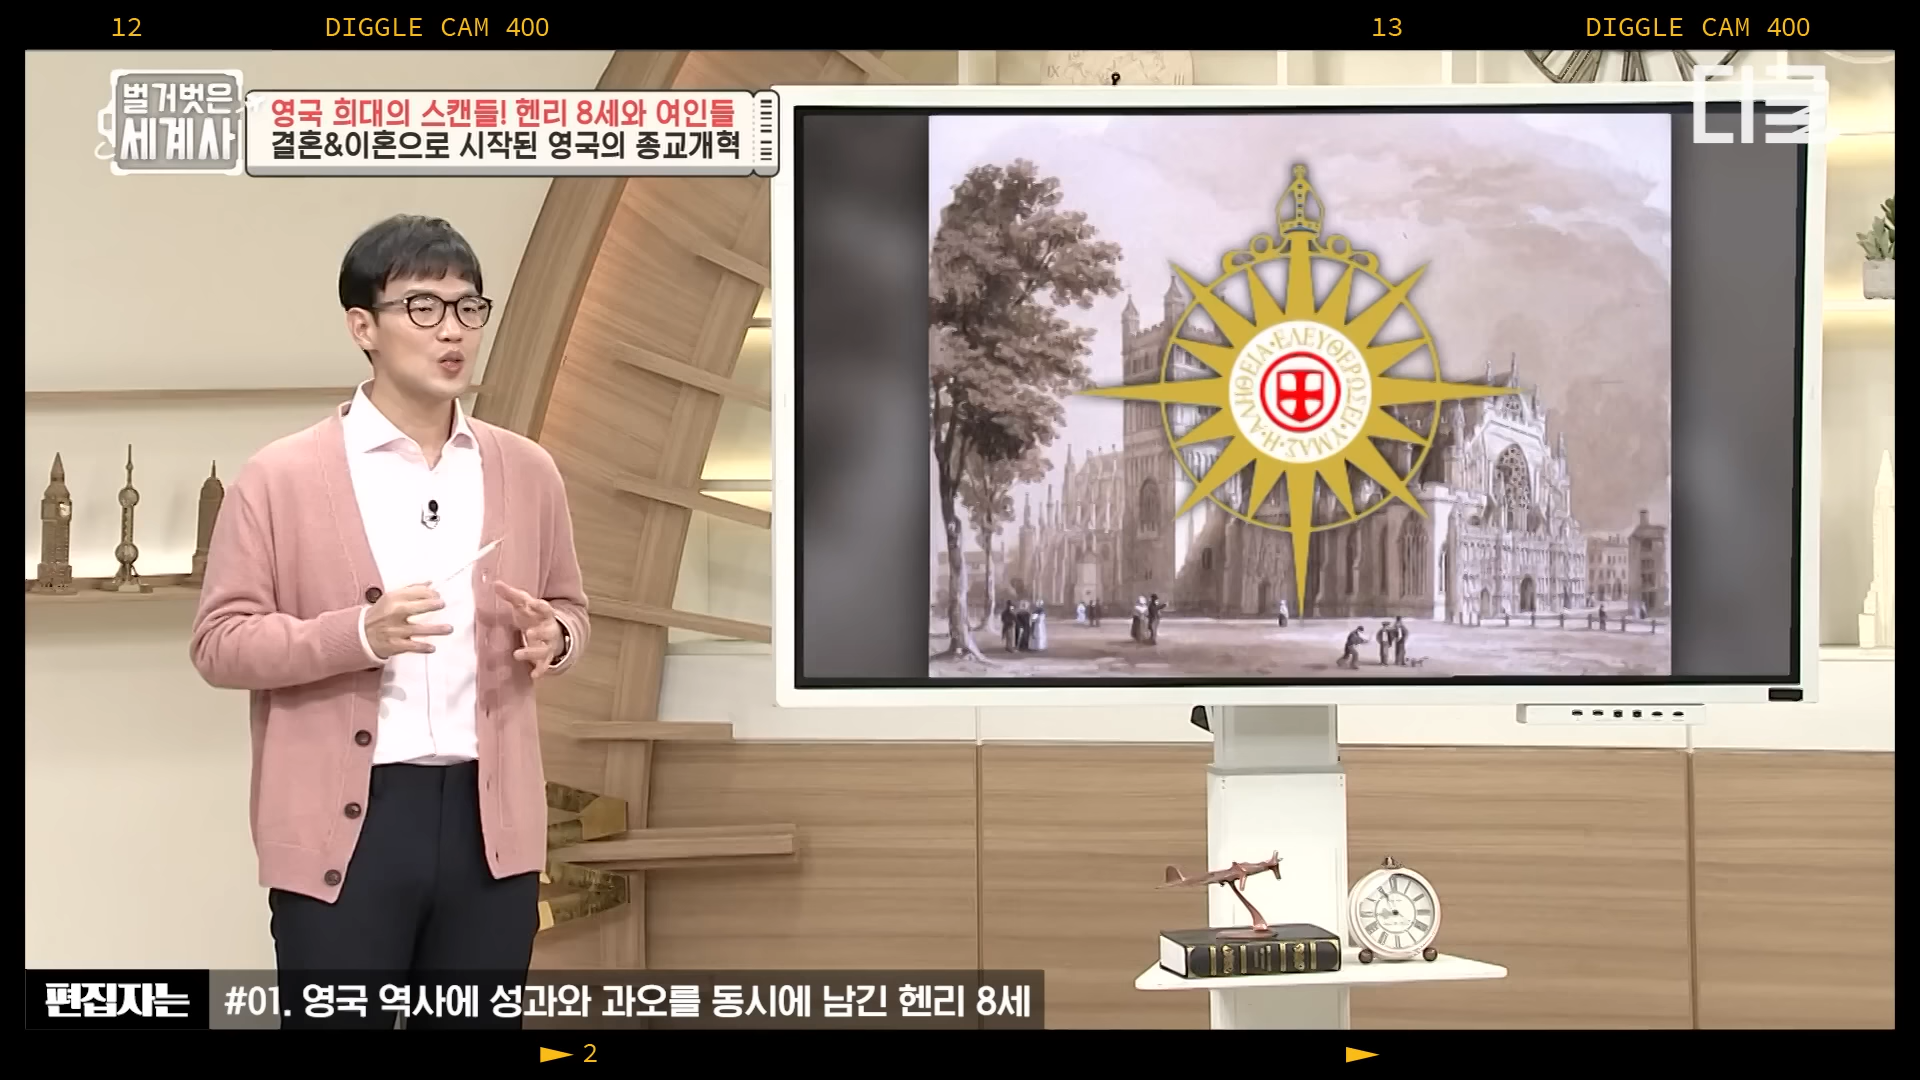 12
DIGGLE CAM 400
13
DIGGLE CAM 400
벌거벗은
세계사
영국 희대의 스캔들! 헨리 8세와 여인들
결혼&이혼으로 시작된 영국의 종교개혁
디글
Η·ΑΛΗΘΕΙΑ·ΕΛΕΥΘΕΡΩΣΕΙ·ΥΜΑΣ
편집자는
#01. 영국 역사에 성과와 과오를 동시에 남긴 헨리 8세
2